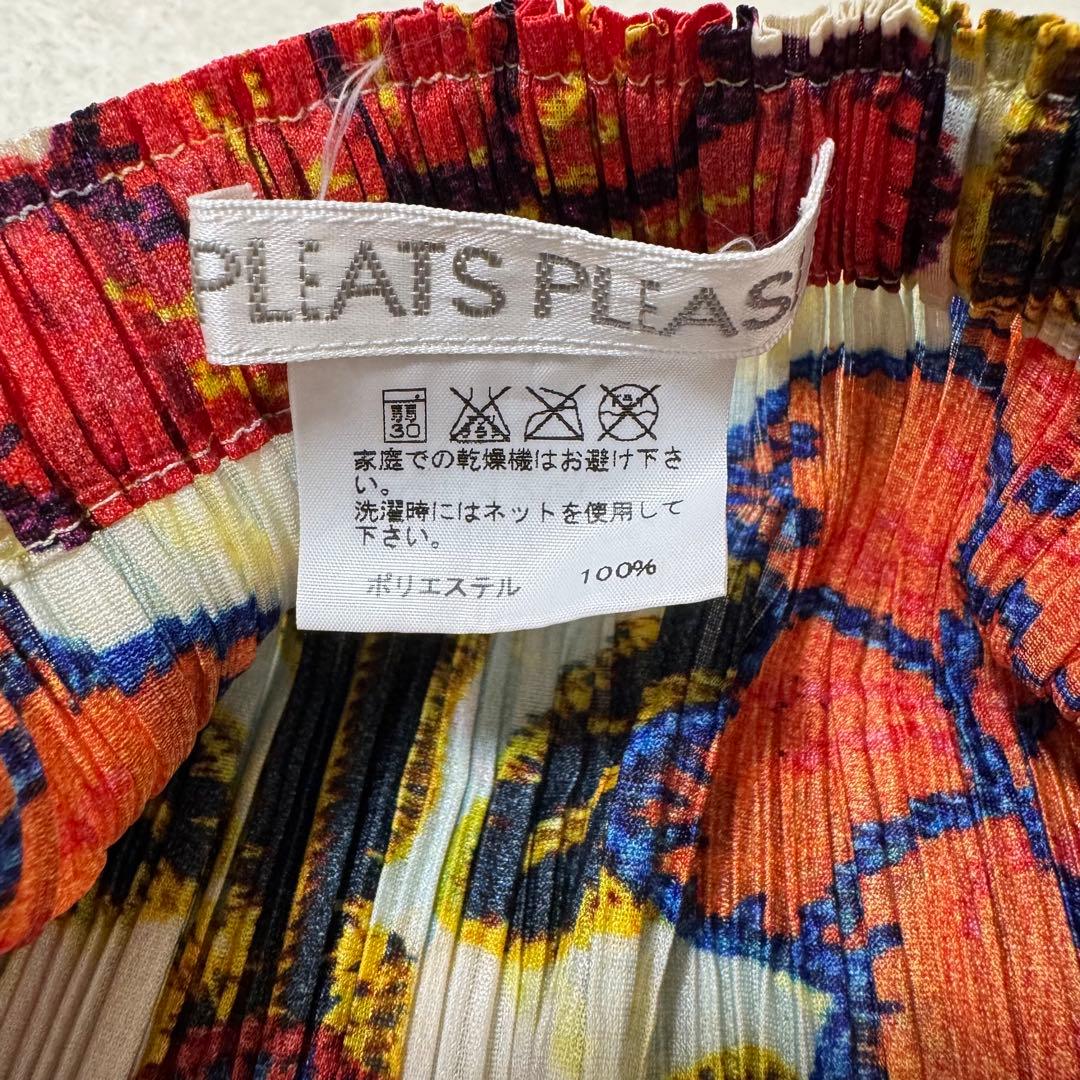 PLEATS PLEAS
弱
30
家庭での乾燥機はお避け下さ
い。
洗濯時にはネットを使用して
下さい。
ポリエステル 100%